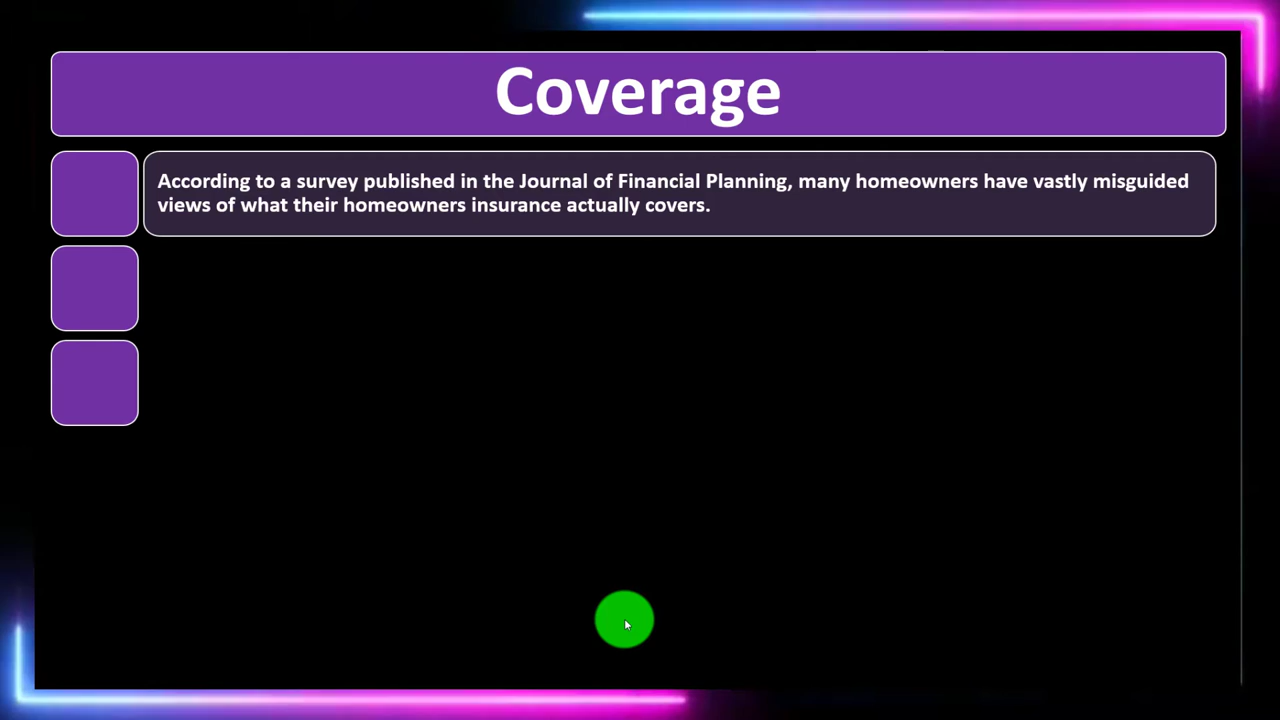 Coverage
According to a survey published in the Journal of Financial Planning, many homeowners have vastly misguided
views of what their homeowners insurance actually covers.